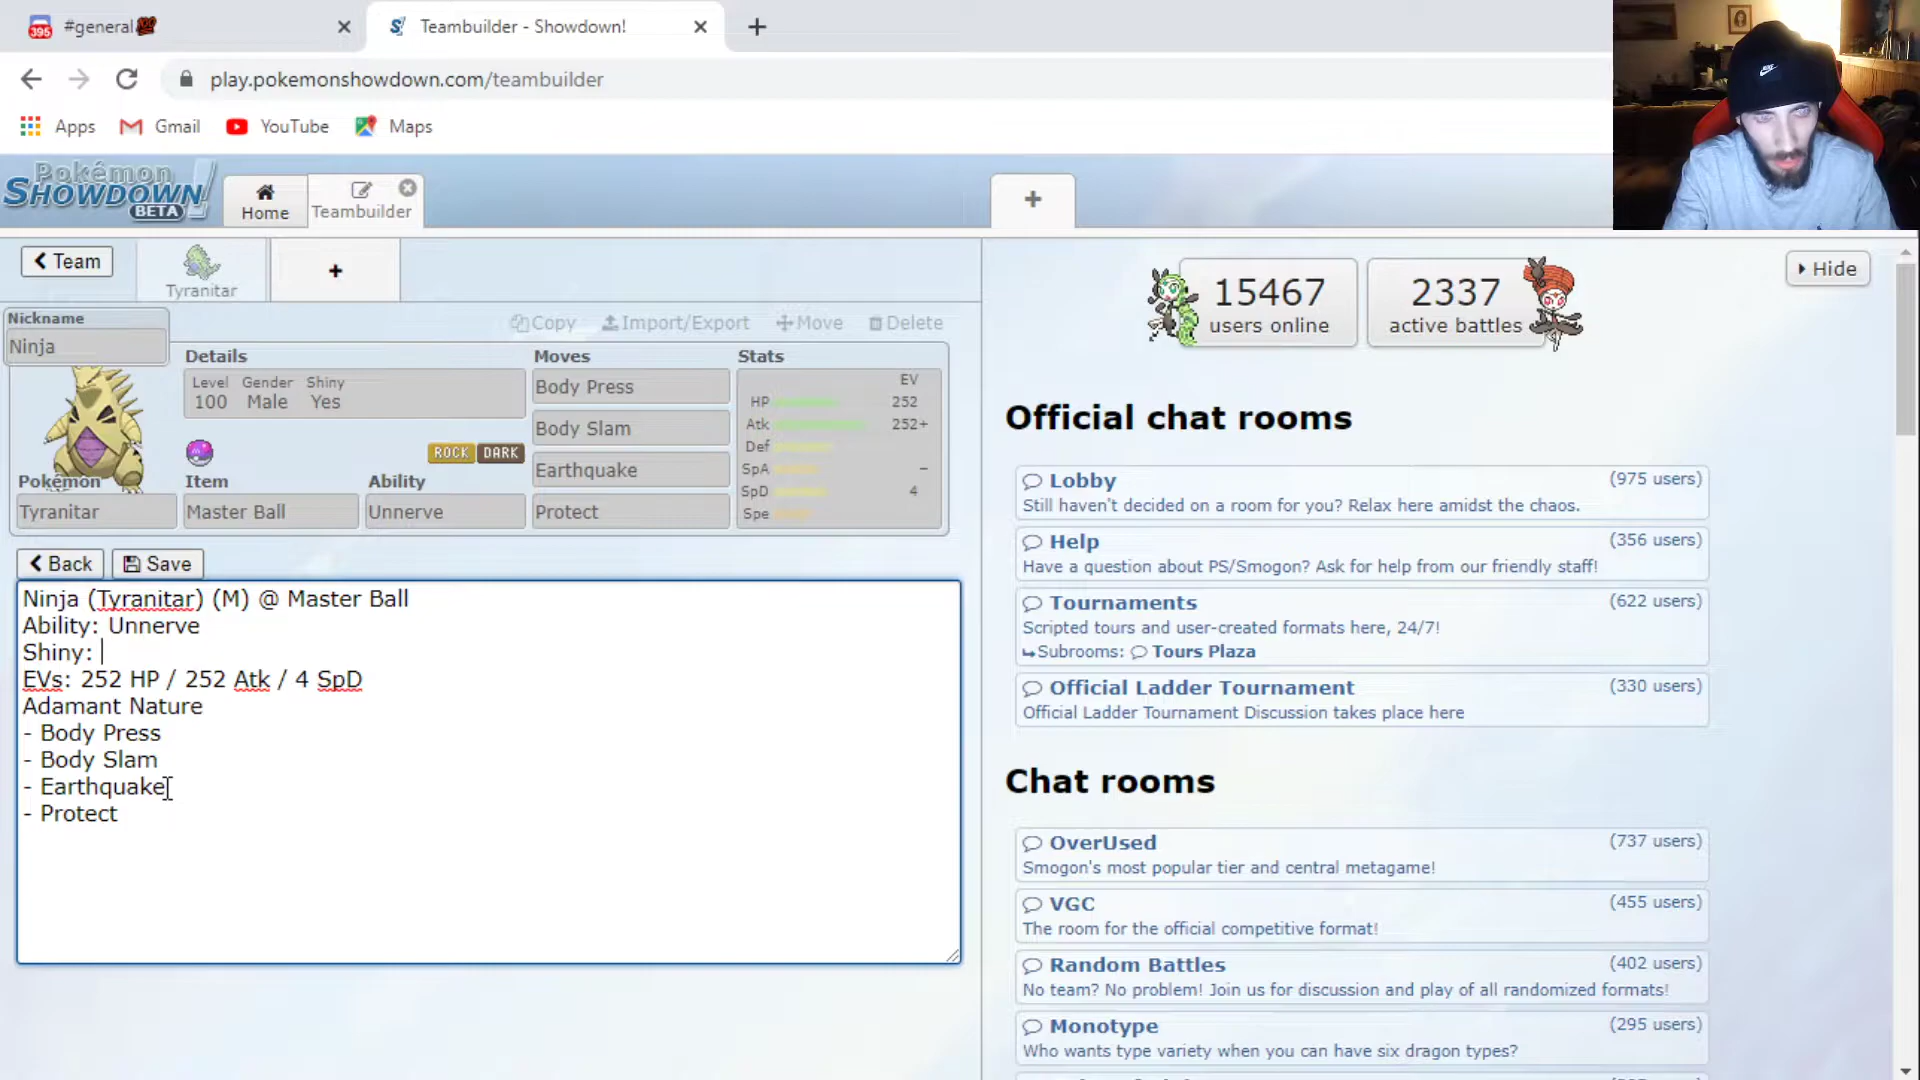 395
#general💯
Teambuilder - Showdown!
play.pokemonshowdown.com/teambuilder
Apps
Gmail
YouTube
Maps
Pokémon
SHOWDOWN!
BETA
Home
Teambuilder
Team
Tyranitar
Nickname
Ninja
Copy
Import/Export
Move
Delete
Details
Level Gender Shiny
100 Male Yes
ROCK DARK
Pokémon
Tyranitar
Item
Master Ball
Ability
Unnerve
Moves
Body Press
Body Slam
Earthquake
Protect
Stats
EV
HP 252
Atk 252+
Def
SpA −
SpD 4
Spe
Back
Save
Ninja (Tyranitar) (M) @ Master Ball
Ability: Unnerve
Shiny:
EVs: 252 HP / 252 Atk / 4 SpD
Adamant Nature
- Body Press
- Body Slam
- Earthquake
- Protect
15467
users online
2337
active battles
Hide
Official chat rooms
Lobby (975 users)
Still haven't decided on a room for you? Relax here amidst the chaos.
Help (356 users)
Have a question about PS/Smogon? Ask for help from our friendly staff!
Tournaments (622 users)
Scripted tours and user-created formats here, 24/7!
Subrooms: Tours Plaza
Official Ladder Tournament (330 users)
Official Ladder Tournament Discussion takes place here
Chat rooms
OverUsed (737 users)
Smogon's most popular tier and central metagame!
VGC (455 users)
The room for the official competitive format!
Random Battles (402 users)
No team? No problem! Join us for discussion and play of all randomized formats!
Monotype (295 users)
Who wants type variety when you can have six dragon types?